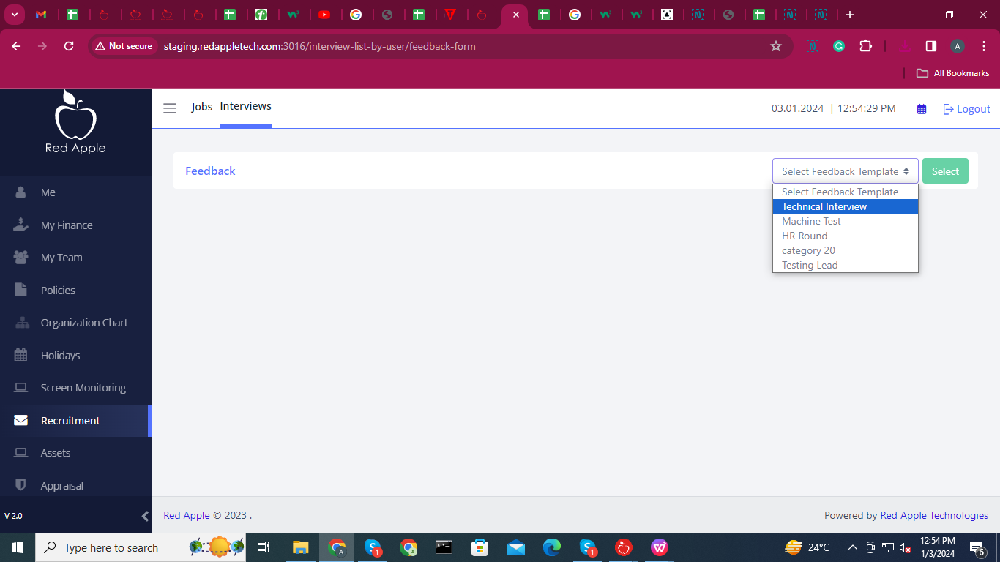 Not secure
staging.redappletech.com:3016/interview-list-by-user/feedback-form
A
All Bookmarks
Red Apple
Jobs Interviews
03.01.2024 | 12:54:29 PM
Logout
Feedback
Select Feedback Template
Select
Select Feedback Template
Technical Interview
Machine Test
HR Round
category 20
Testing Lead
Me
My Finance
My Team
Policies
Organization Chart
Holidays
Screen Monitoring
Recruitment
Assets
Appraisal
V 2.0
Red Apple © 2023 .
Powered by Red Apple Technologies
Type here to search
A
1
1
24°C
12:54 PM
1/3/2024
6